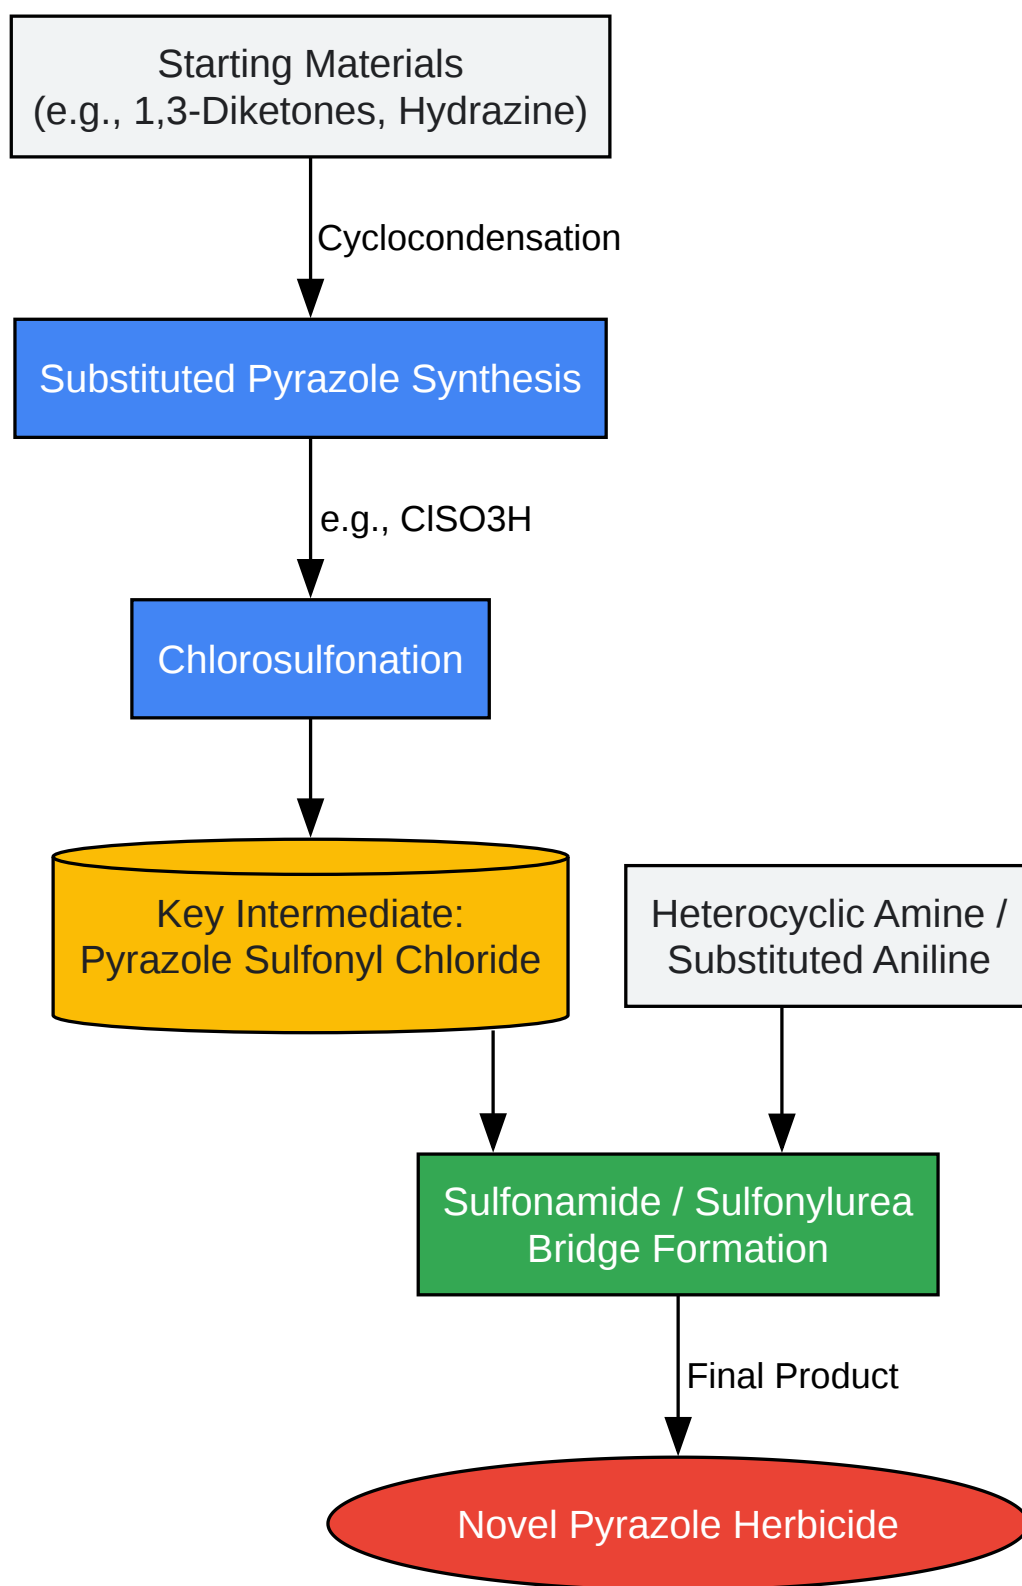 Starting Materials
(e.g., 1,3-Diketones, Hydrazine)
Cyclocondensation
Substituted Pyrazole Synthesis
e.g., ClSO3H
Chlorosulfonation
Key Intermediate:
Pyrazole Sulfonyl Chloride
Heterocyclic Amine /
Substituted Aniline
Sulfonamide / Sulfonylurea
Bridge Formation
Final Product
Novel Pyrazole Herbicide